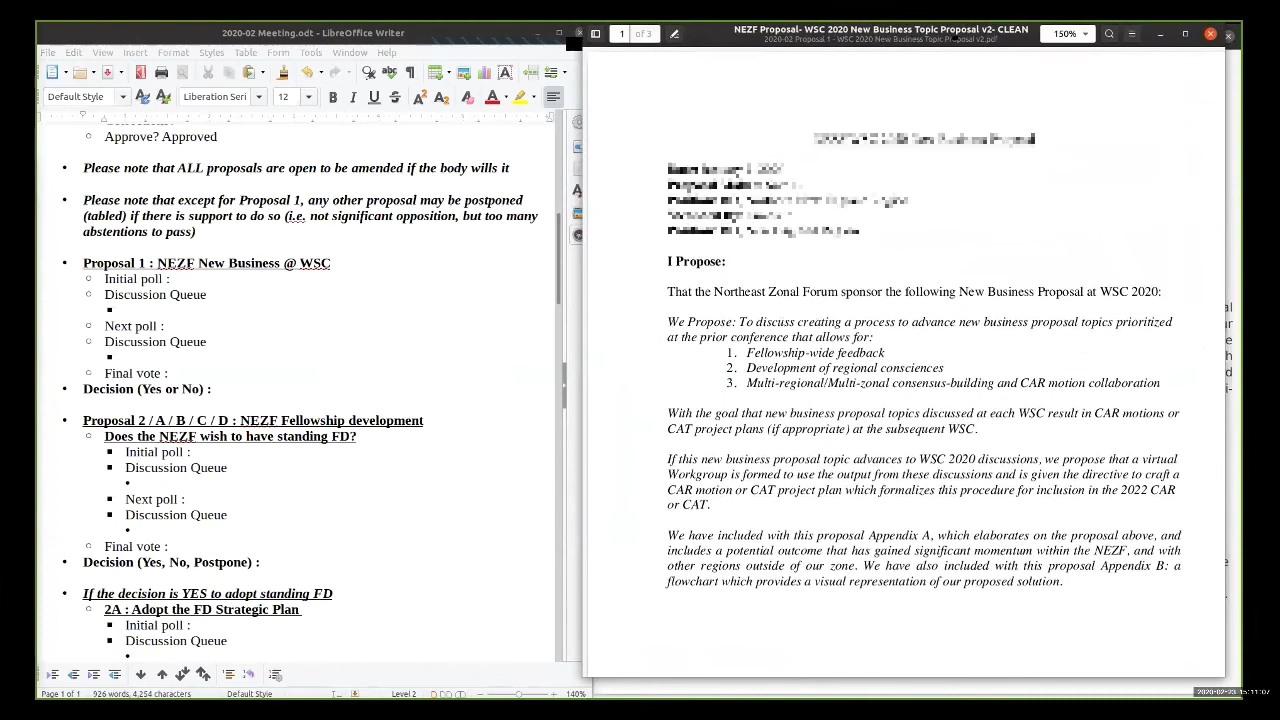 2020-02 Meeting.odt - LibreOffice Writer
File Edit View Insert Format Styles Table Form Tools Window Help
Default Style Liberation Seri 12
Approve? Approved
Please note that ALL proposals are open to be amended if the body wills it
Please note that except for Proposal 1, any other proposal may be postponed
(tabled) if there is support to do so (i.e. not significant opposition, but too many
abstentions to pass)
Proposal 1 : NEZF New Business @ WSC
Initial poll :
Discussion Queue
Next poll :
Discussion Queue
Final vote :
Decision (Yes or No) :
Proposal 2 / A / B / C / D : NEZF Fellowship development
Does the NEZF wish to have standing FD?
Initial poll :
Discussion Queue
Next poll :
Discussion Queue
Final vote :
Decision (Yes, No, Postpone) :
If the decision is YES to adopt standing FD
2A : Adopt the FD Strategic Plan
Initial poll :
Discussion Queue
Page 1 of 1 926 words, 4,254 characters Default Style Level 2 140%
1 of 3
NEZF Proposal- WSC 2020 New Business Topic Proposal v2- CLEAN
2020-02 Proposal 1 - WSC 2020 New Business Topic Proposal v2.pdf
150%
I Propose:
That the Northeast Zonal Forum sponsor the following New Business Proposal at WSC 2020:
We Propose: To discuss creating a process to advance new business proposal topics prioritized
at the prior conference that allows for:
1. Fellowship-wide feedback
2. Development of regional consciences
3. Multi-regional/Multi-zonal consensus-building and CAR motion collaboration
With the goal that new business proposal topics discussed at each WSC result in CAR motions or
CAT project plans (if appropriate) at the subsequent WSC.
If this new business proposal topic advances to WSC 2020 discussions, we propose that a virtual
Workgroup is formed to use the output from these discussions and is given the directive to craft a
CAR motion or CAT project plan which formalizes this procedure for inclusion in the 2022 CAR
or CAT.
We have included with this proposal Appendix A, which elaborates on the proposal above, and
includes a potential outcome that has gained significant momentum within the NEZF, and with
other regions outside of our zone. We have also included with this proposal Appendix B: a
flowchart which provides a visual representation of our proposed solution.
2020-02-23 15:11:07